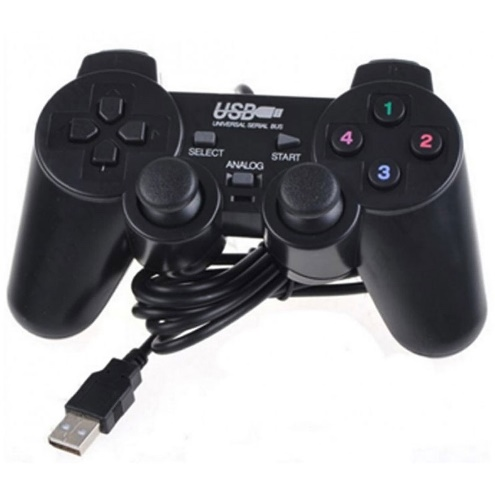 USB
UNIVERSAL SERIAL BUS
SELECT
START
ANALOG
1
4
2
3